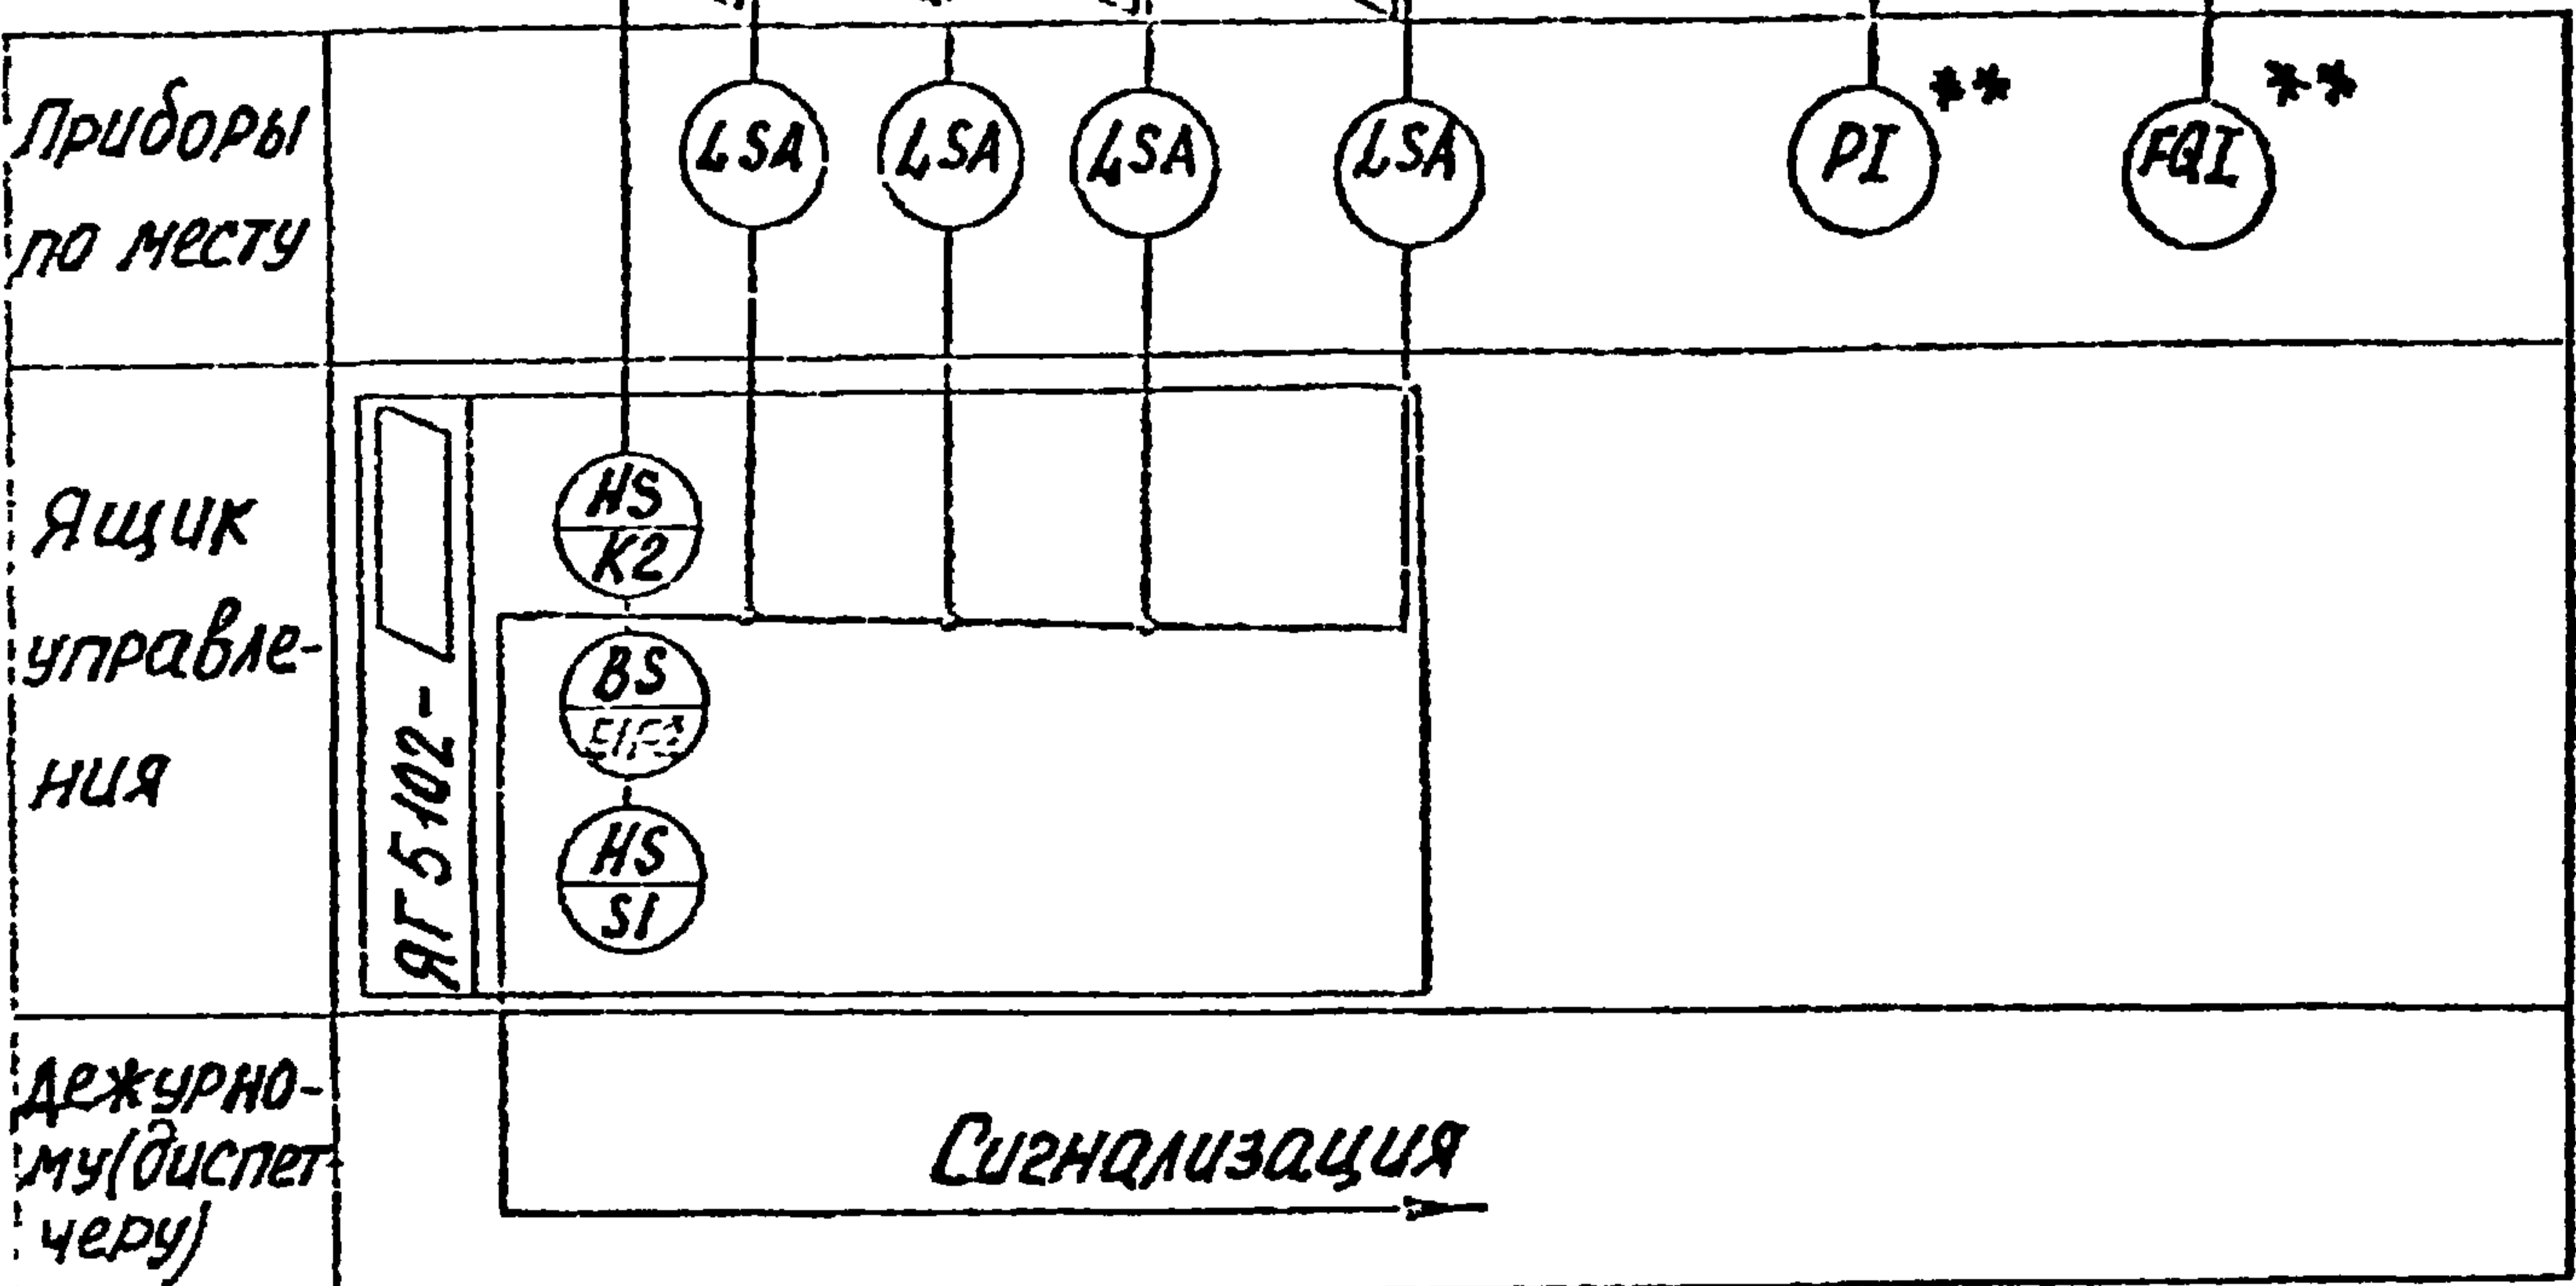 Приборы
по месту
LSA
LSA
LSA
LSA
PI **
FQI **
Ящик
управле-
ния
ЯГ5102-
HS
K2
BS
HS
S1
Дежурно-
му(диспет-
черу)
Сигнализация